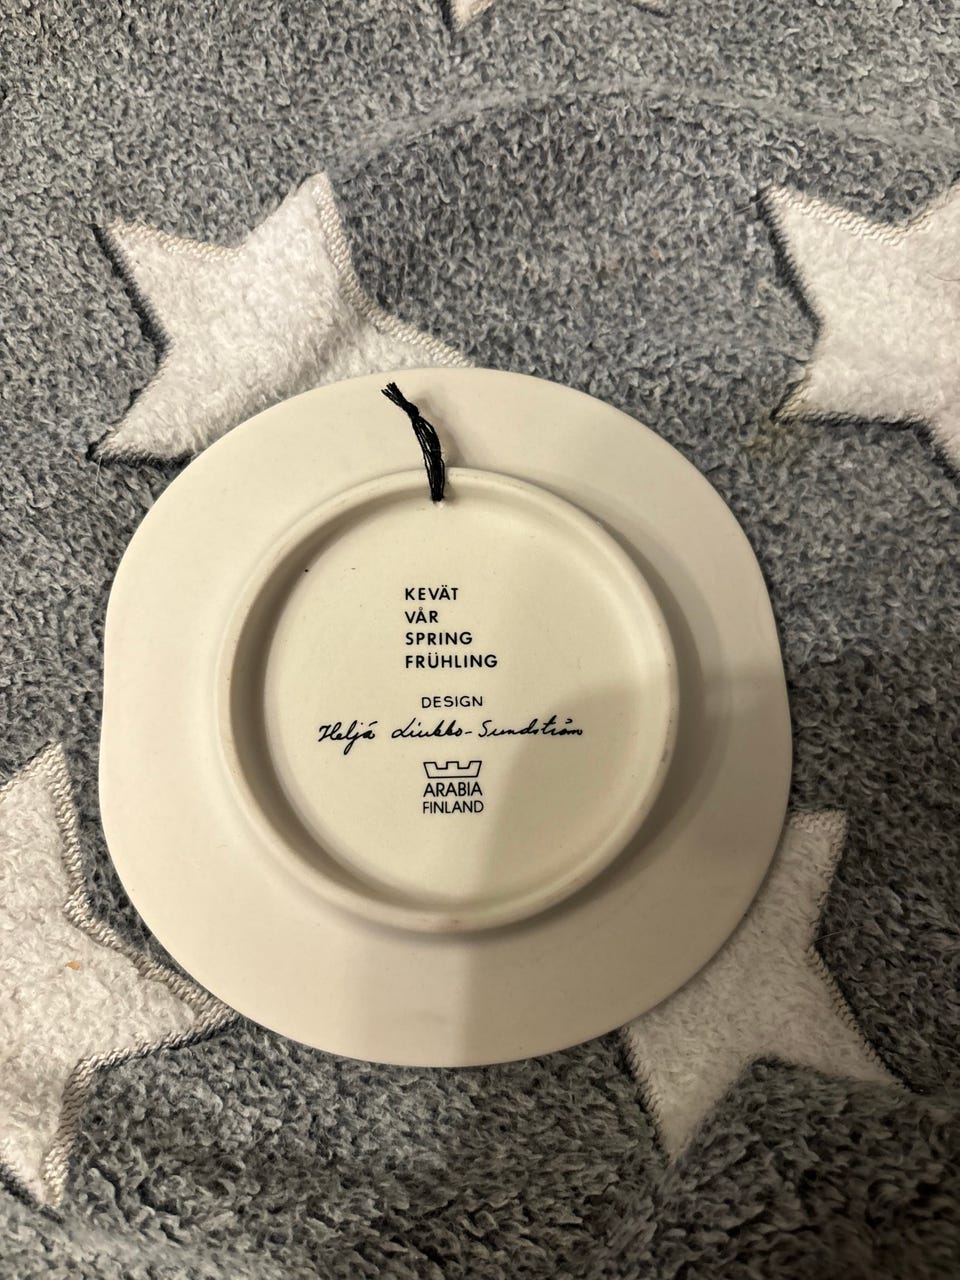 KEVÄT
VÅR
SPRING
FRÜHLING
DESIGN
Heljä Liukko-Sundström
ARABIA
FINLAND